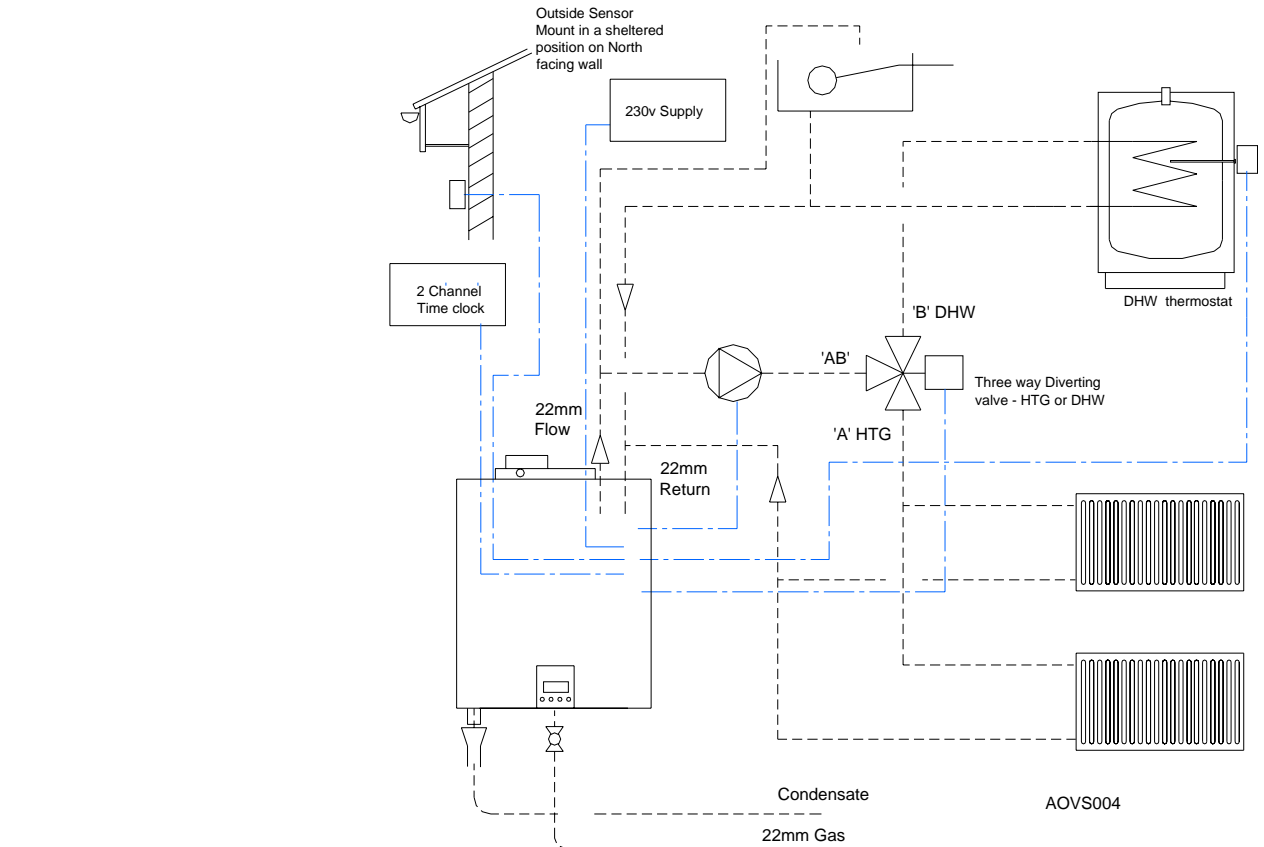 Outside Sensor
Mount in a sheltered
position on North
facing wall
230v Supply
2 Channel
Time clock
DHW thermostat
'B' DHW
'AB'
Three way Diverting
valve - HTG or DHW
'A' HTG
22mm
Flow
22mm
Return
Condensate
AOVS004
22mm Gas